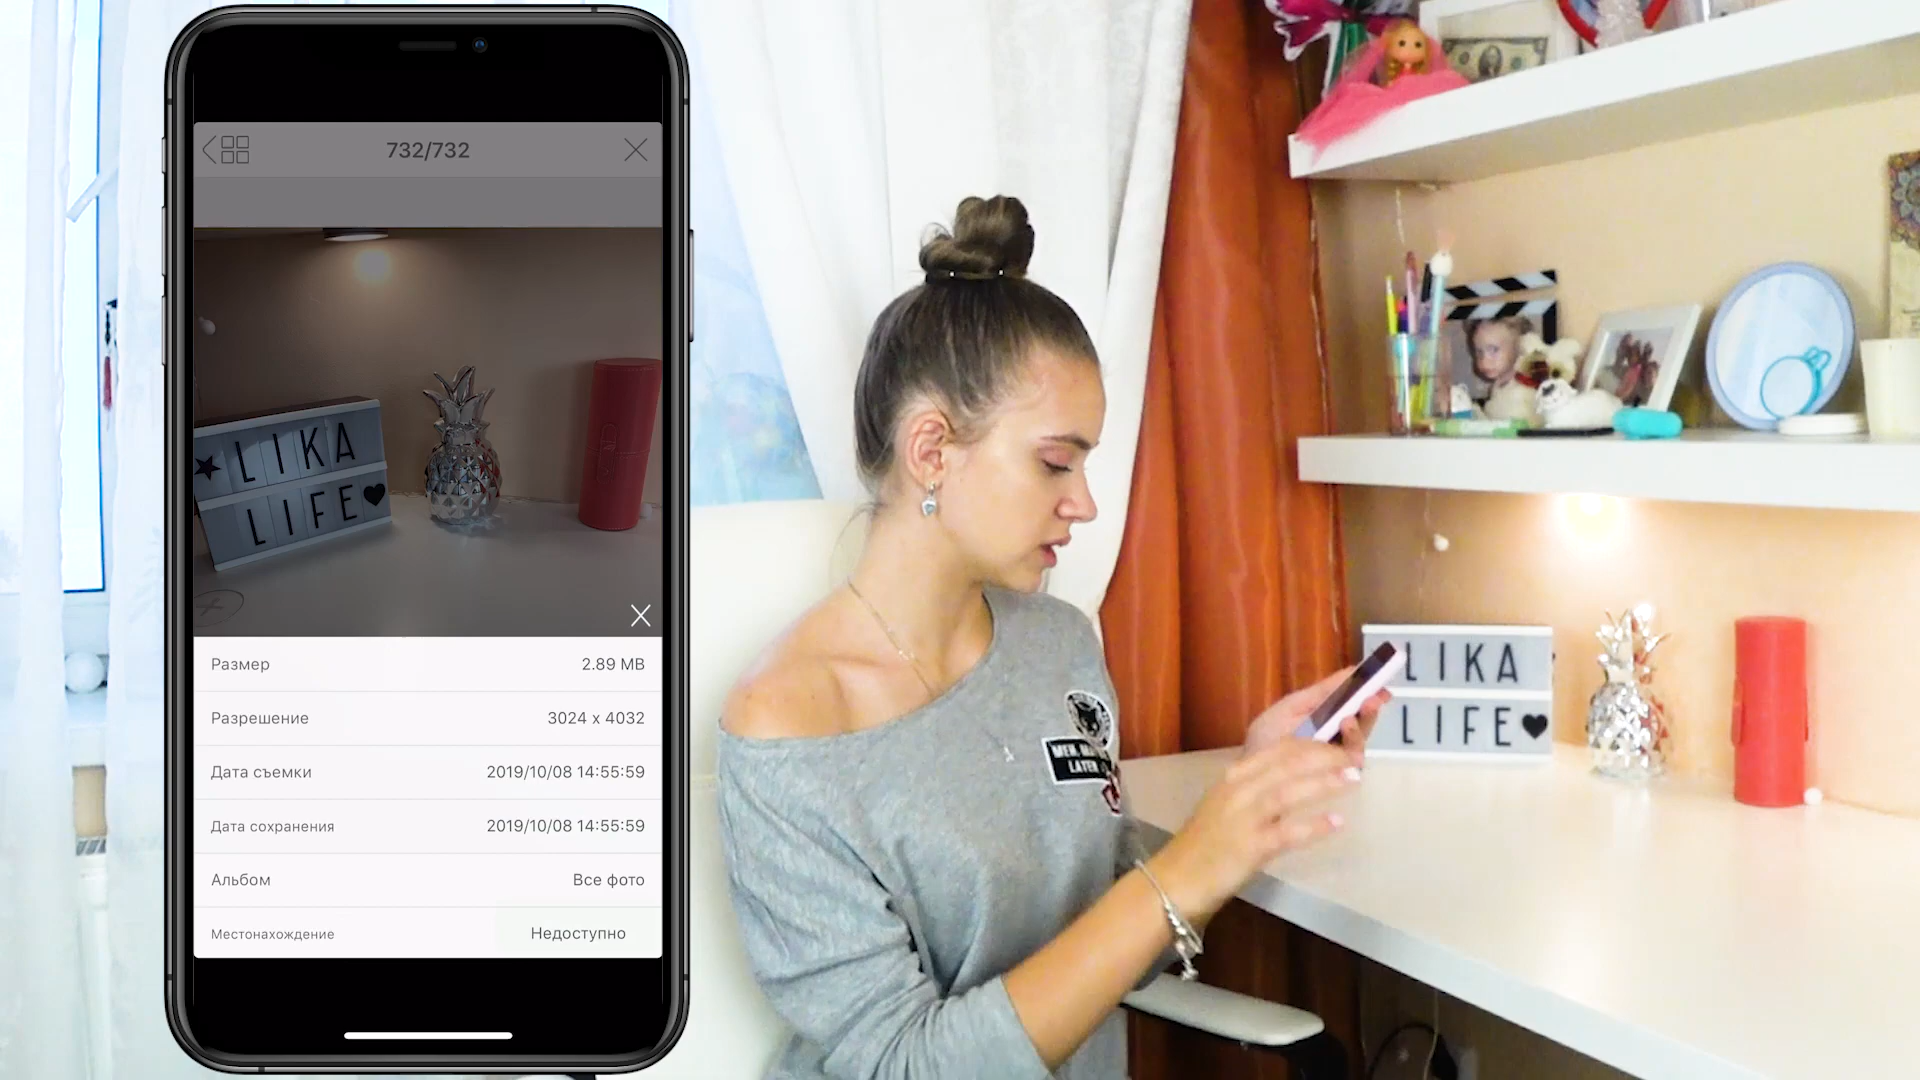 732/732
★LIKA
LIFE♥
Размер 2.89 MB
Разрешение 3024 x 4032
Дата съемки 2019/10/08 14:55:59
Дата сохранения 2019/10/08 14:55:59
Альбом Все фото
Местонахождение Недоступно
LATER
LIKA
LIFE♥